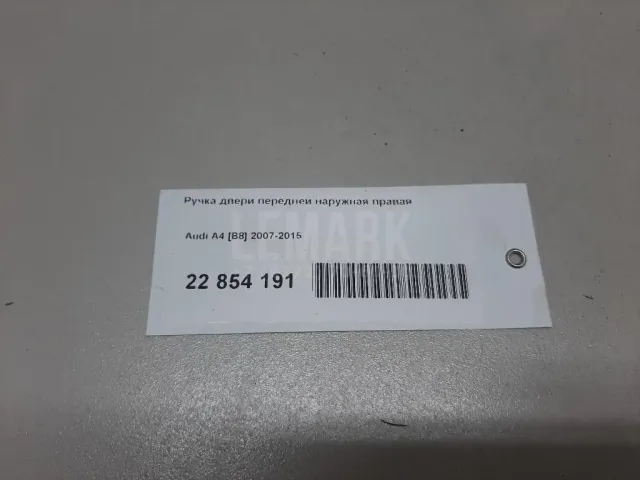 Ручка двери передней наружная правая
LEMARK
Audi A4 [B8] 2007-2015
22 854 191